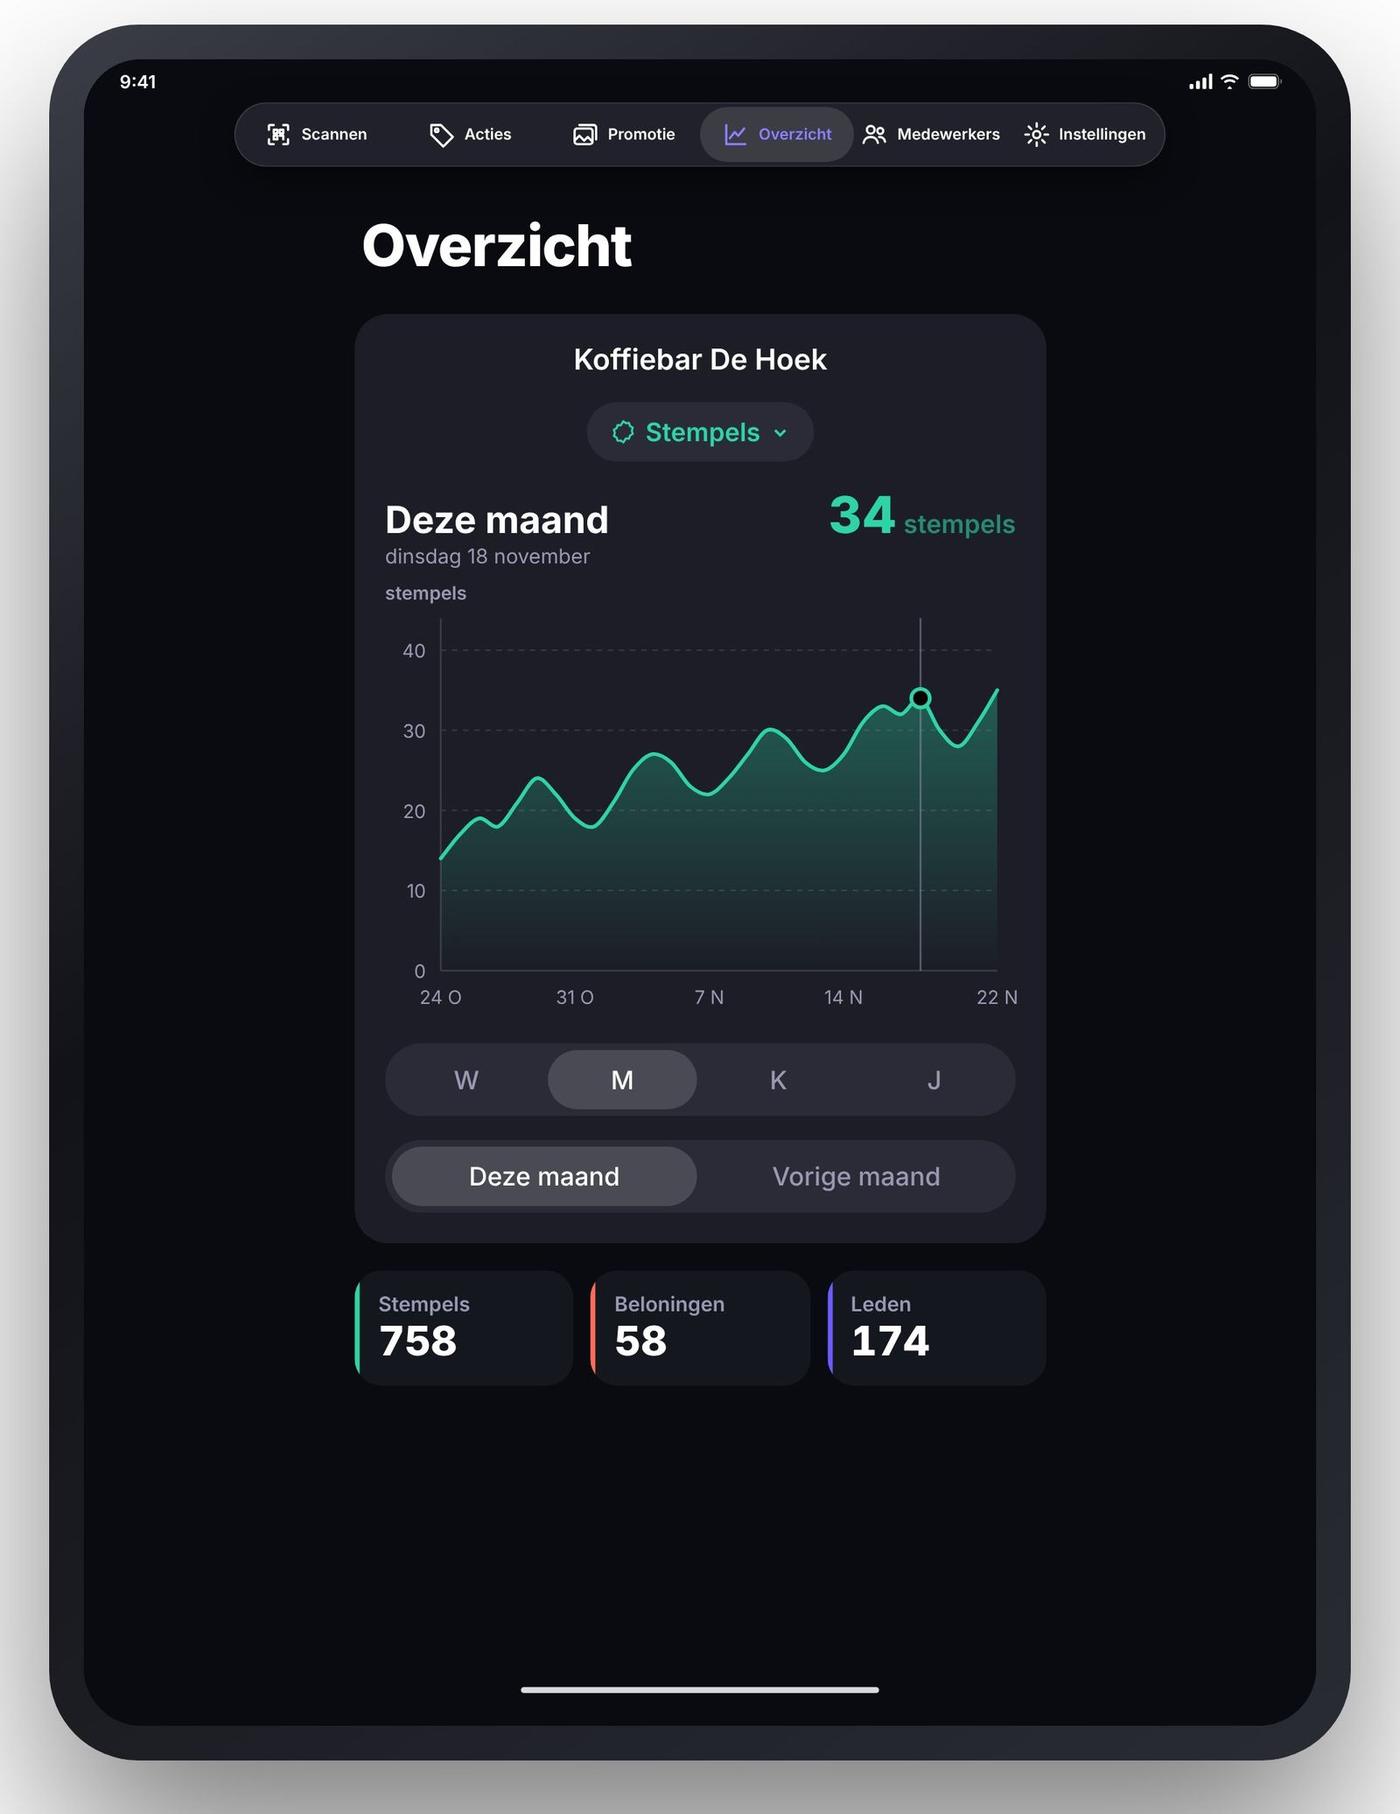 9:41
Scannen Acties Promotie Overzicht Medewerkers Instellingen
Overzicht
Koffiebar De Hoek
Stempels
Deze maand 34 stempels
dinsdag 18 november
stempels
40
30
20
10
0
24 O 31 O 7 N 14 N 22 N
W M K J
Deze maand Vorige maand
Stempels Beloningen Leden
758 58 174